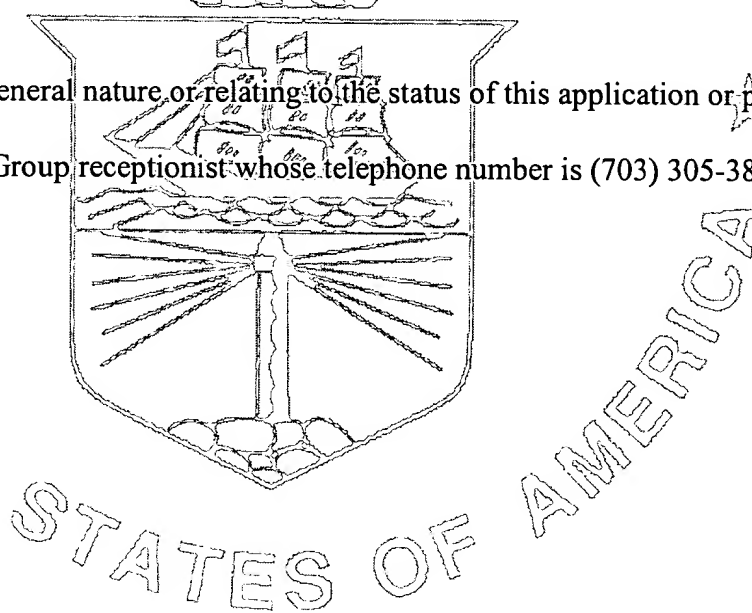 eneral nature or relating to the status of this application or
Group receptionist whose telephone number is (703) 305-38
STATES OF AMERICA